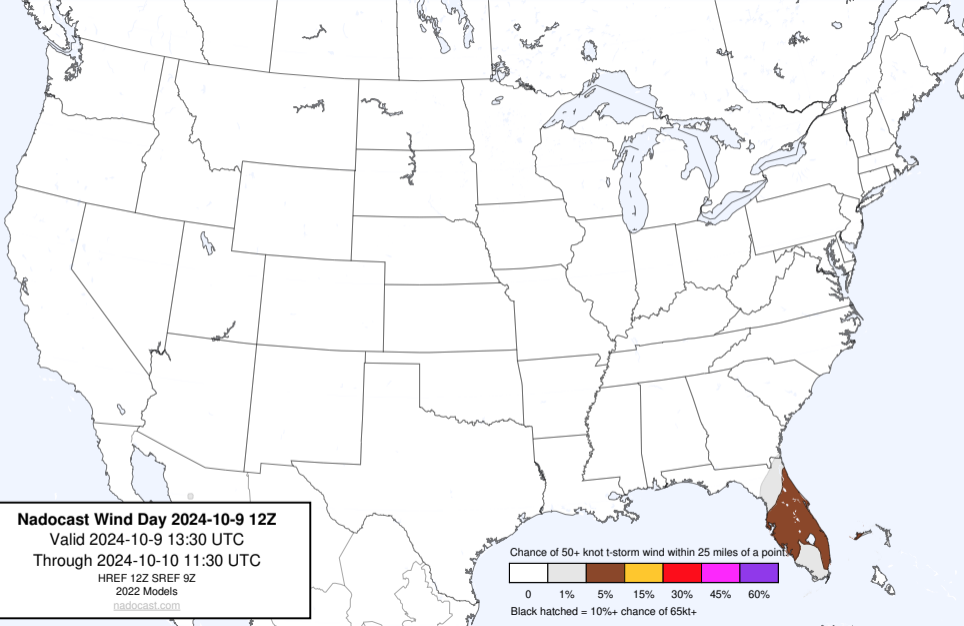 Nadocast Wind Day 2024-10-9 12Z
Valid 2024-10-9 13:30 UTC
Through 2024-10-10 11:30 UTC
HREF 12Z SREF 9Z
2022 Models
nadocast.com
Chance of 50+ knot t-storm wind within 25 miles of a point.
0 1% 5% 15% 30% 45% 60%
Black hatched = 10%+ chance of 65kt+